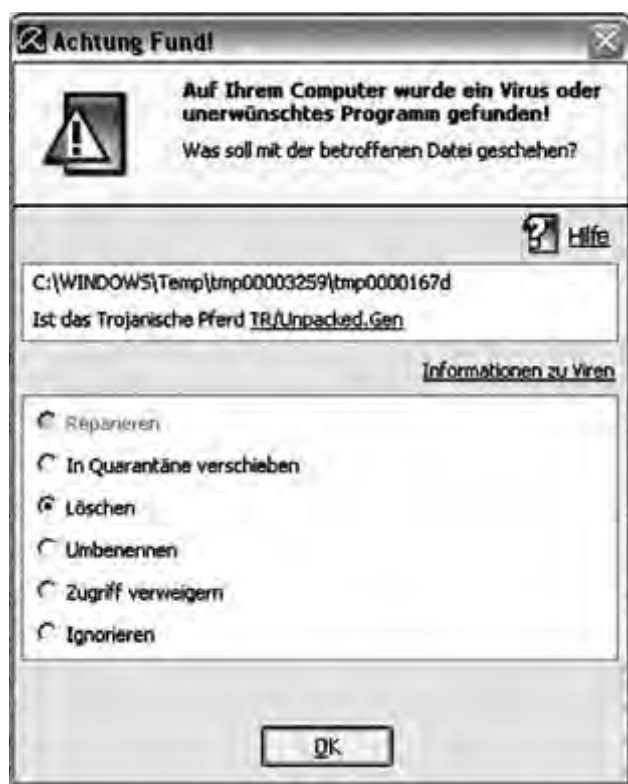 Achtung Fund!
Auf Ihrem Computer wurde ein Virus oder
unerwünschtes Programm gefunden!
Was soll mit der betroffenen Datei geschehen?
Hilfe
C:\WINDOWS\Temp\tmp00003259\tmp0000167d
Ist das Trojanische Pferd TR/Unpacked.Gen
Informationen zu Viren
Reparieren
In Quarantäne verschieben
Löschen
Umbenennen
Zugriff verweigern
Ignorieren
OK